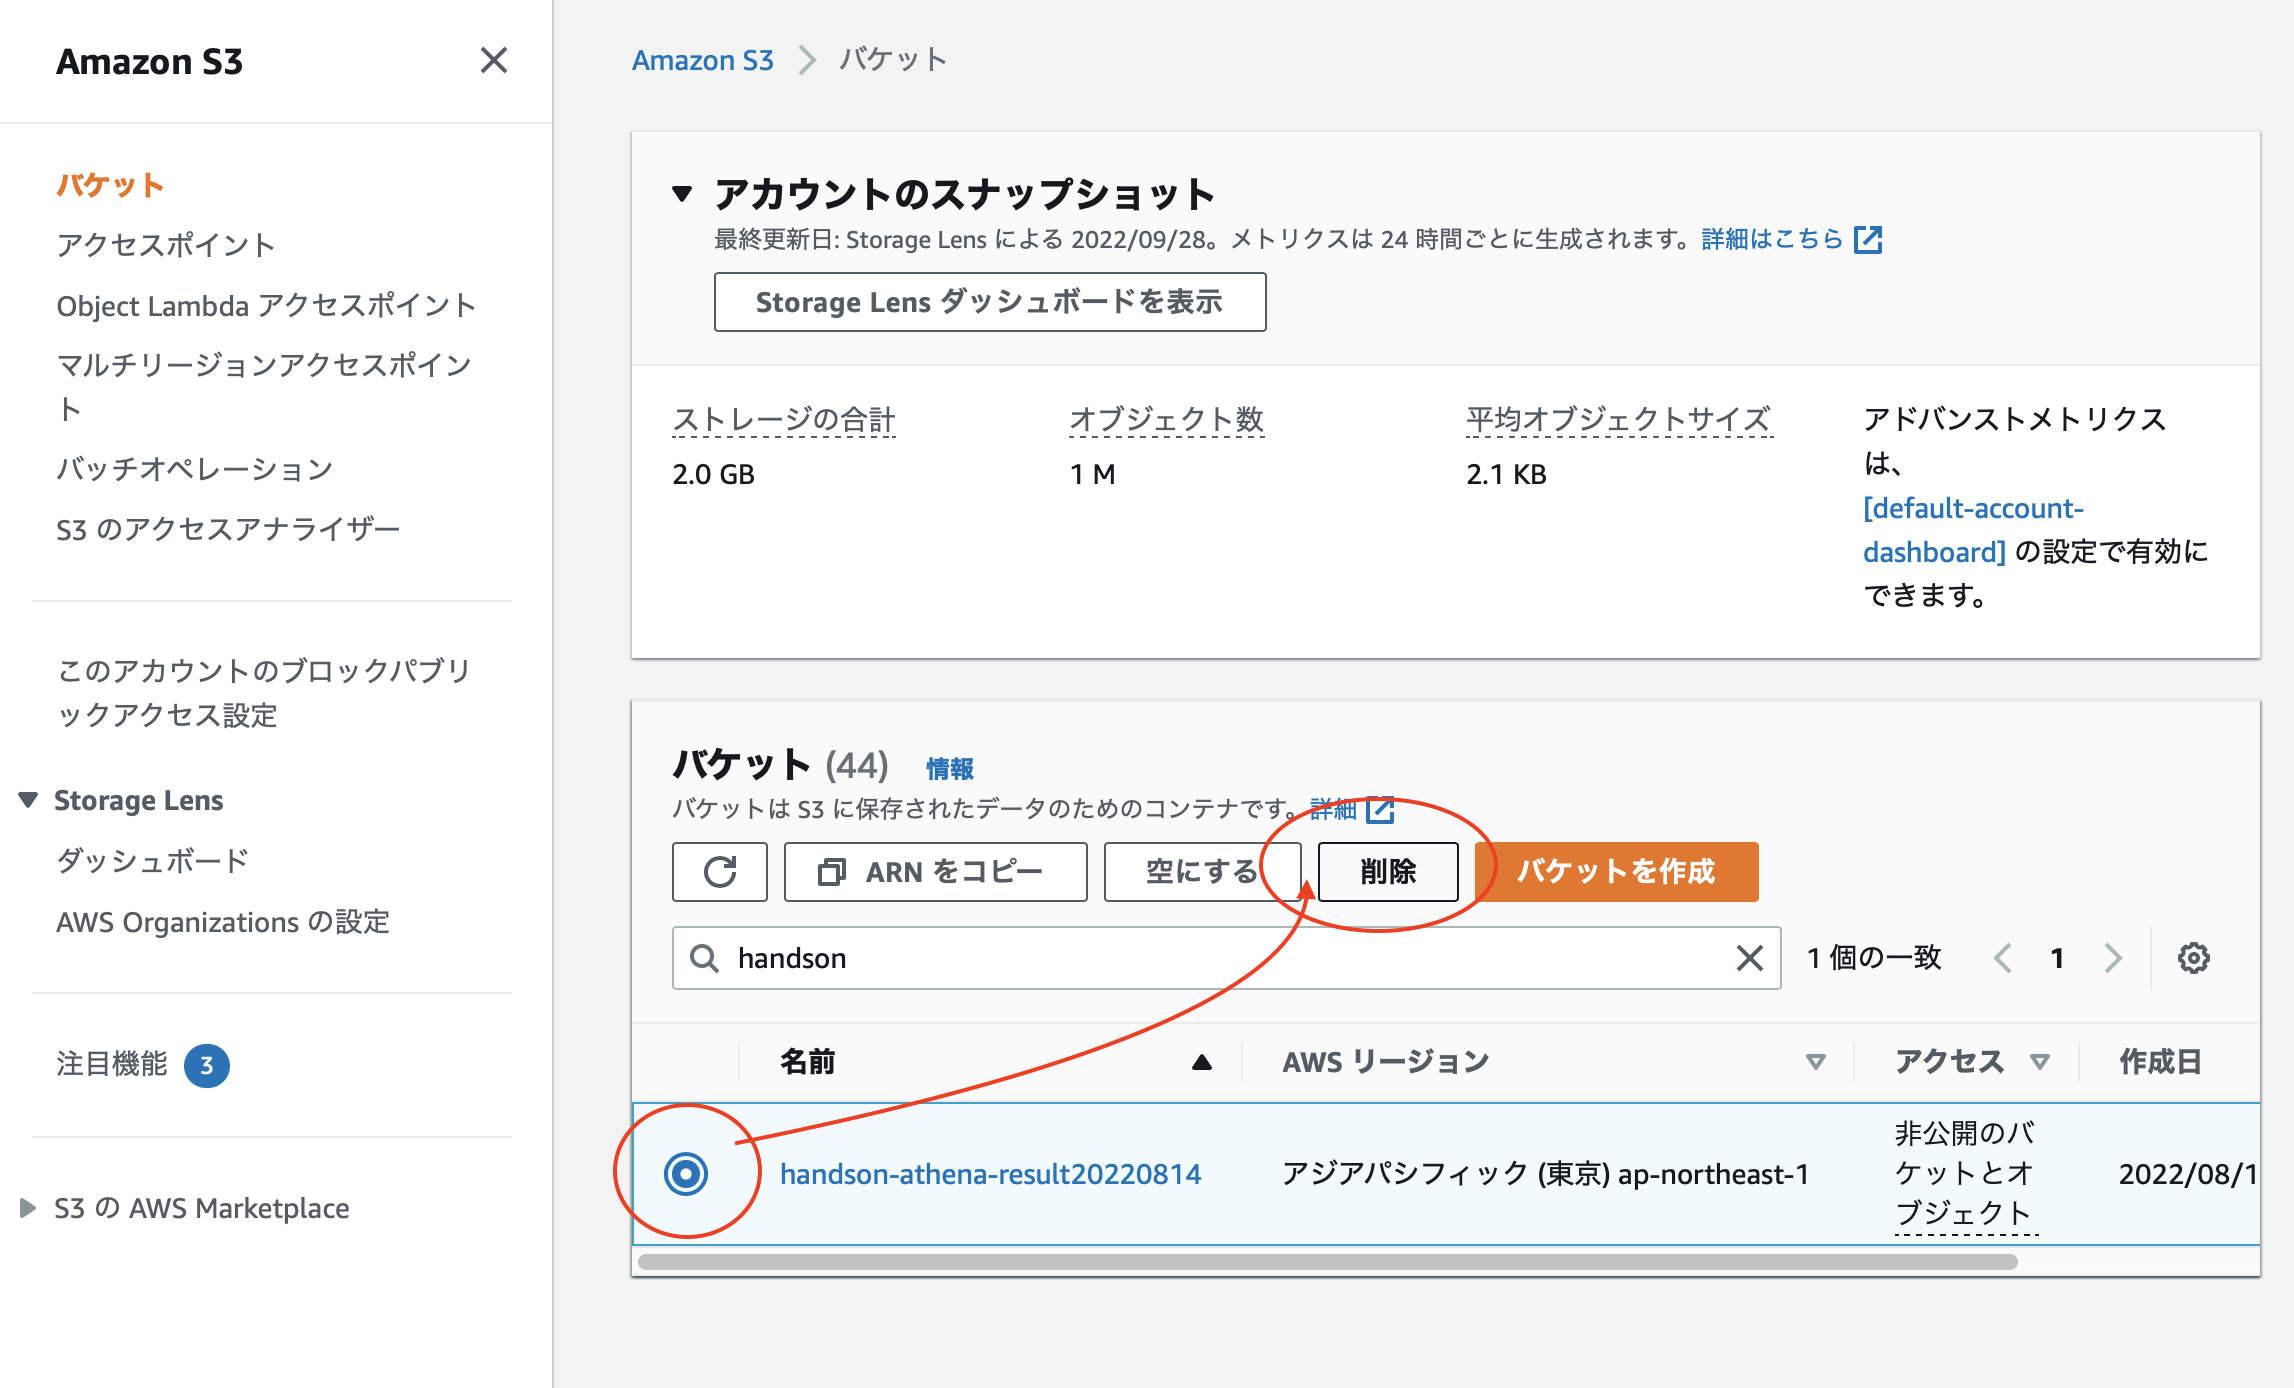 Amazon S3
バケット
アクセスポイント
Object Lambda アクセスポイント
マルチリージョンアクセスポイン
ト
バッチオペレーション
S3 のアクセスアナライザー
このアカウントのブロックパブリ
ックアクセス設定
Storage Lens
ダッシュボード
AWS Organizations の設定
注目機能 3
S3 の AWS Marketplace
Amazon S3 バケット
アカウントのスナップショット
最終更新日: Storage Lens による 2022/09/28。メトリクスは 24 時間ごとに生成されます。詳細はこちら
Storage Lens ダッシュボードを表示
ストレージの合計
2.0 GB
オブジェクト数
1 M
平均オブジェクトサイズ
2.1 KB
アドバンストメトリクス
は、
[default-account-
dashboard] の設定で有効に
できます。
バケット (44) 情報
バケットは S3 に保存されたデータのためのコンテナです。詳細
ARN をコピー 空にする 削除 バケットを作成
handson 1 個の一致 1
名前 AWS リージョン アクセス 作成日
handson-athena-result20220814 アジアパシフィック (東京) ap-northeast-1
非公開のバ
ケットとオ
ブジェクト
2022/08/1